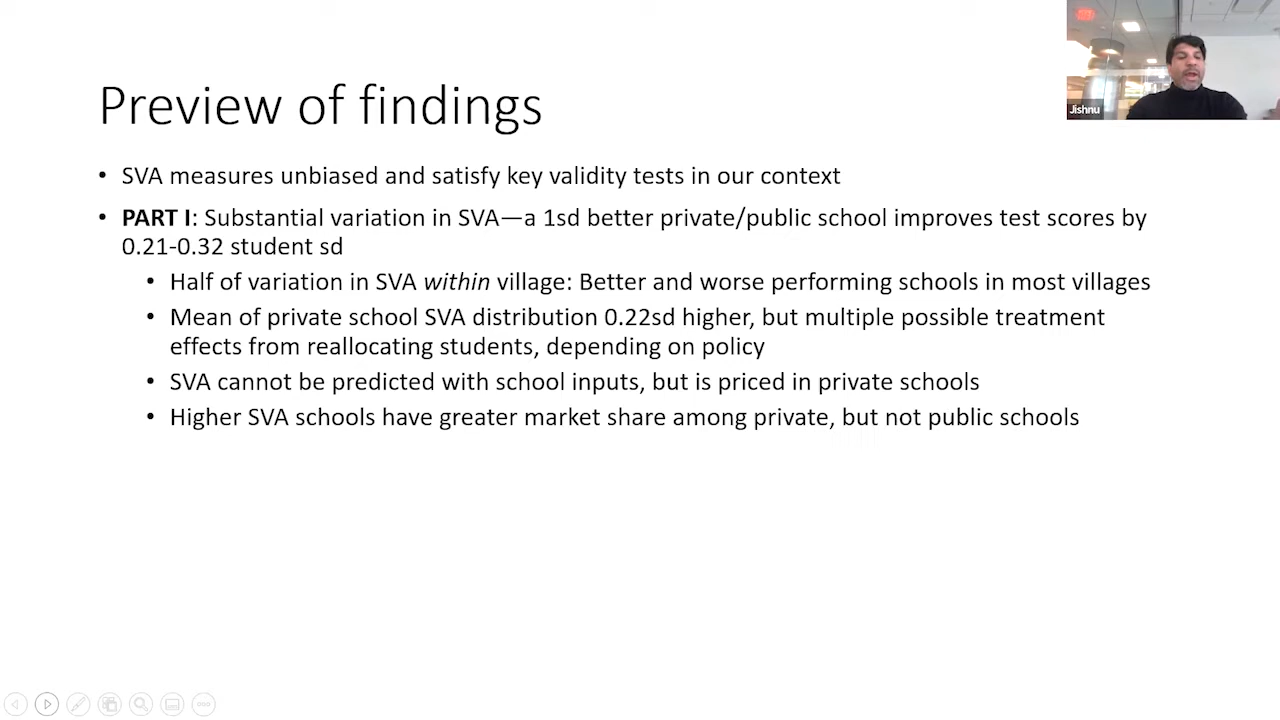 Preview of findings
Jishnu
• SVA measures unbiased and satisfy key validity tests in our context
• PART I: Substantial variation in SVA—a 1sd better private/public school improves test scores by
0.21-0.32 student sd
• Half of variation in SVA within village: Better and worse performing schools in most villages
• Mean of private school SVA distribution 0.22sd higher, but multiple possible treatment
effects from reallocating students, depending on policy
• SVA cannot be predicted with school inputs, but is priced in private schools
• Higher SVA schools have greater market share among private, but not public schools